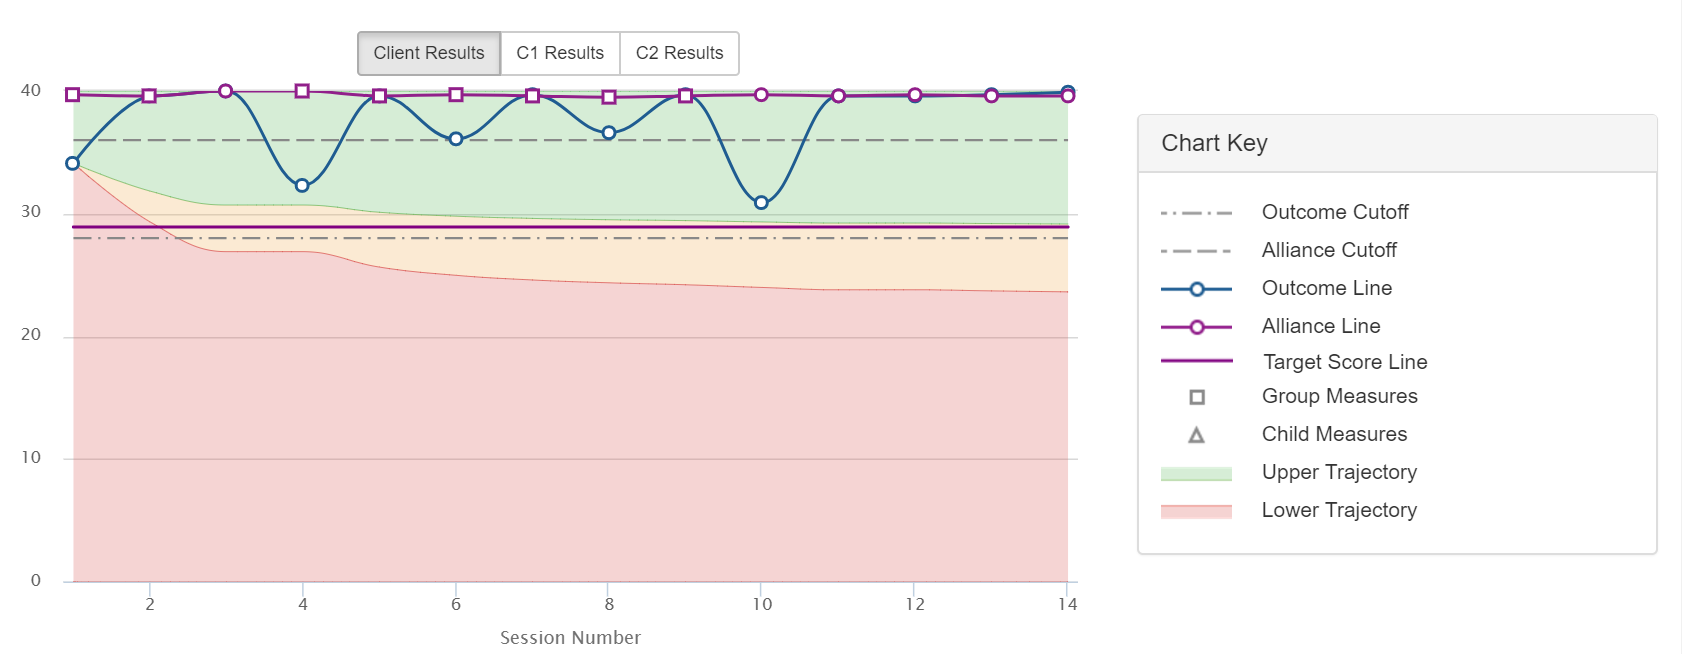 Client Results C1 Results C2 Results
40
30
20
10
0
2 4 6 8 10 12 14
Session Number
Chart Key
Outcome Cutoff
Alliance Cutoff
Outcome Line
Alliance Line
Target Score Line
Group Measures
Child Measures
Upper Trajectory
Lower Trajectory